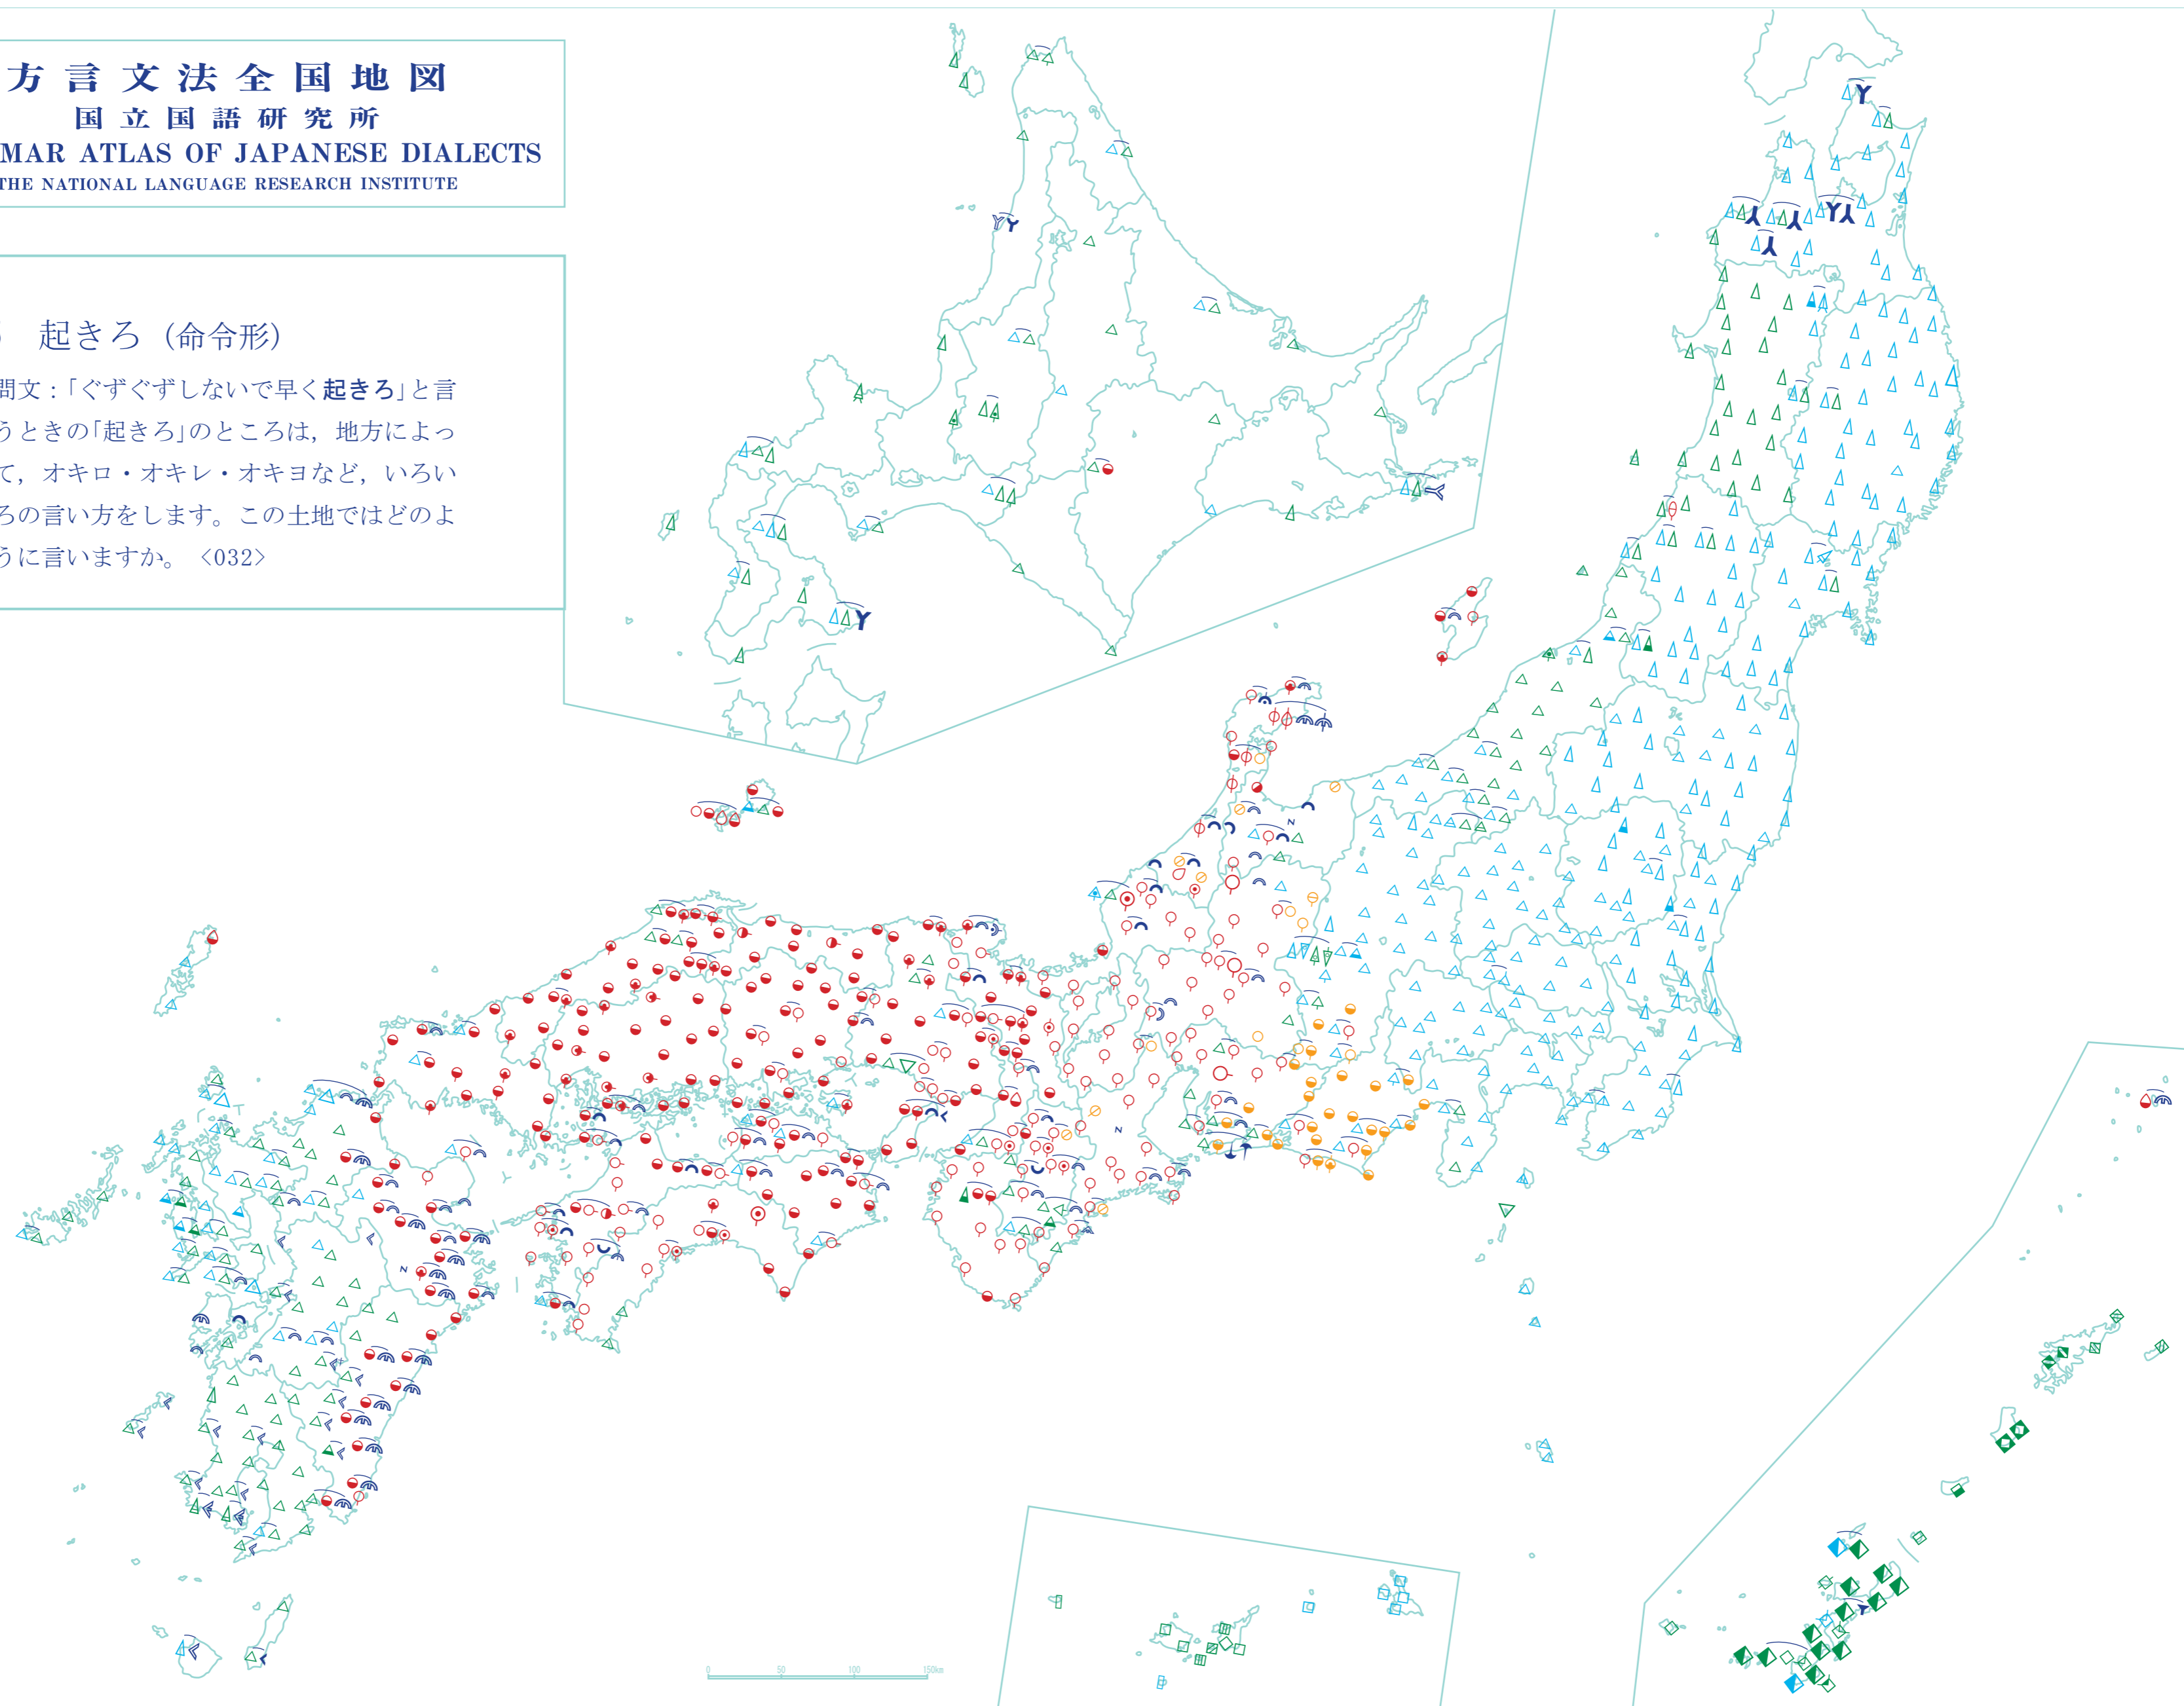 方言文法全国地図
国立国語研究所
MAR ATLAS OF JAPANESE DIALECTS
THE NATIONAL LANGUAGE RESEARCH INSTITUTE
起きろ (命令形)
問文：「ぐずぐずしないで早く起きろ」と言
うときの「起きろ」のところは，地方によっ
て，オキロ・オキレ・オキヨなど，いろい
ろの言い方をします。この土地ではどのよ
うに言いますか。〈032〉
N
N
N
0 50 100 150km